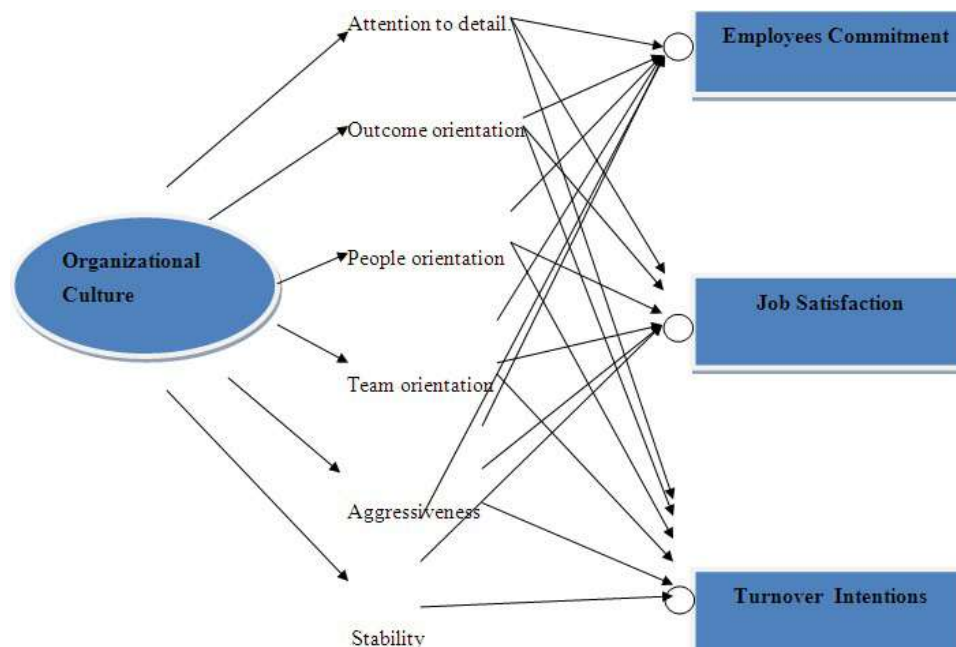 Attention to detail.
Employees Commitment
Outcome orientation
Organizational
Culture
People orientation
Job Satisfaction
Team orientation
Aggressiveness
Turnover Intentions
Stability